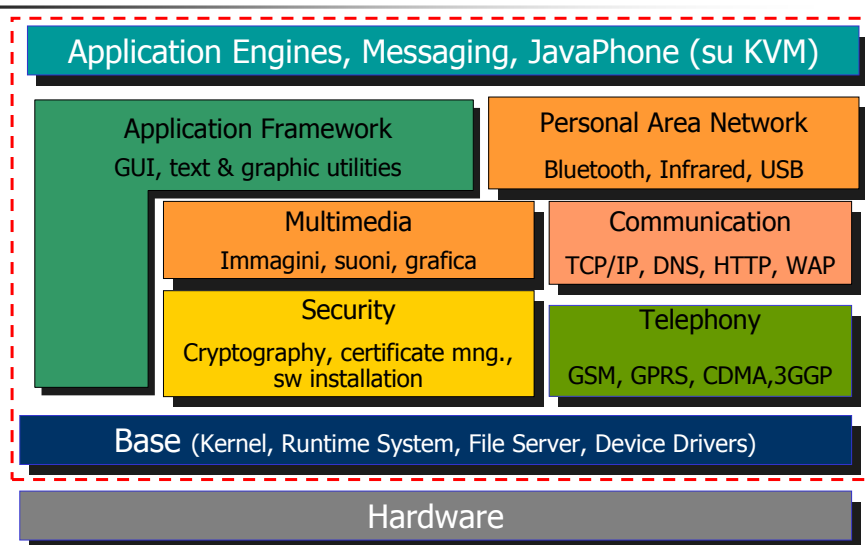 Application Engines, Messaging, JavaPhone (su KVM)
Application Framework
GUI, text & graphic utilities
Personal Area Network
Bluetooth, Infrared, USB
Multimedia
Immagini, suoni, grafica
Communication
TCP/IP, DNS, HTTP, WAP
Security
Cryptography, certificate mng.,
sw installation
Telephony
GSM, GPRS, CDMA,3GGP
Base (Kernel, Runtime System, File Server, Device Drivers)
Hardware